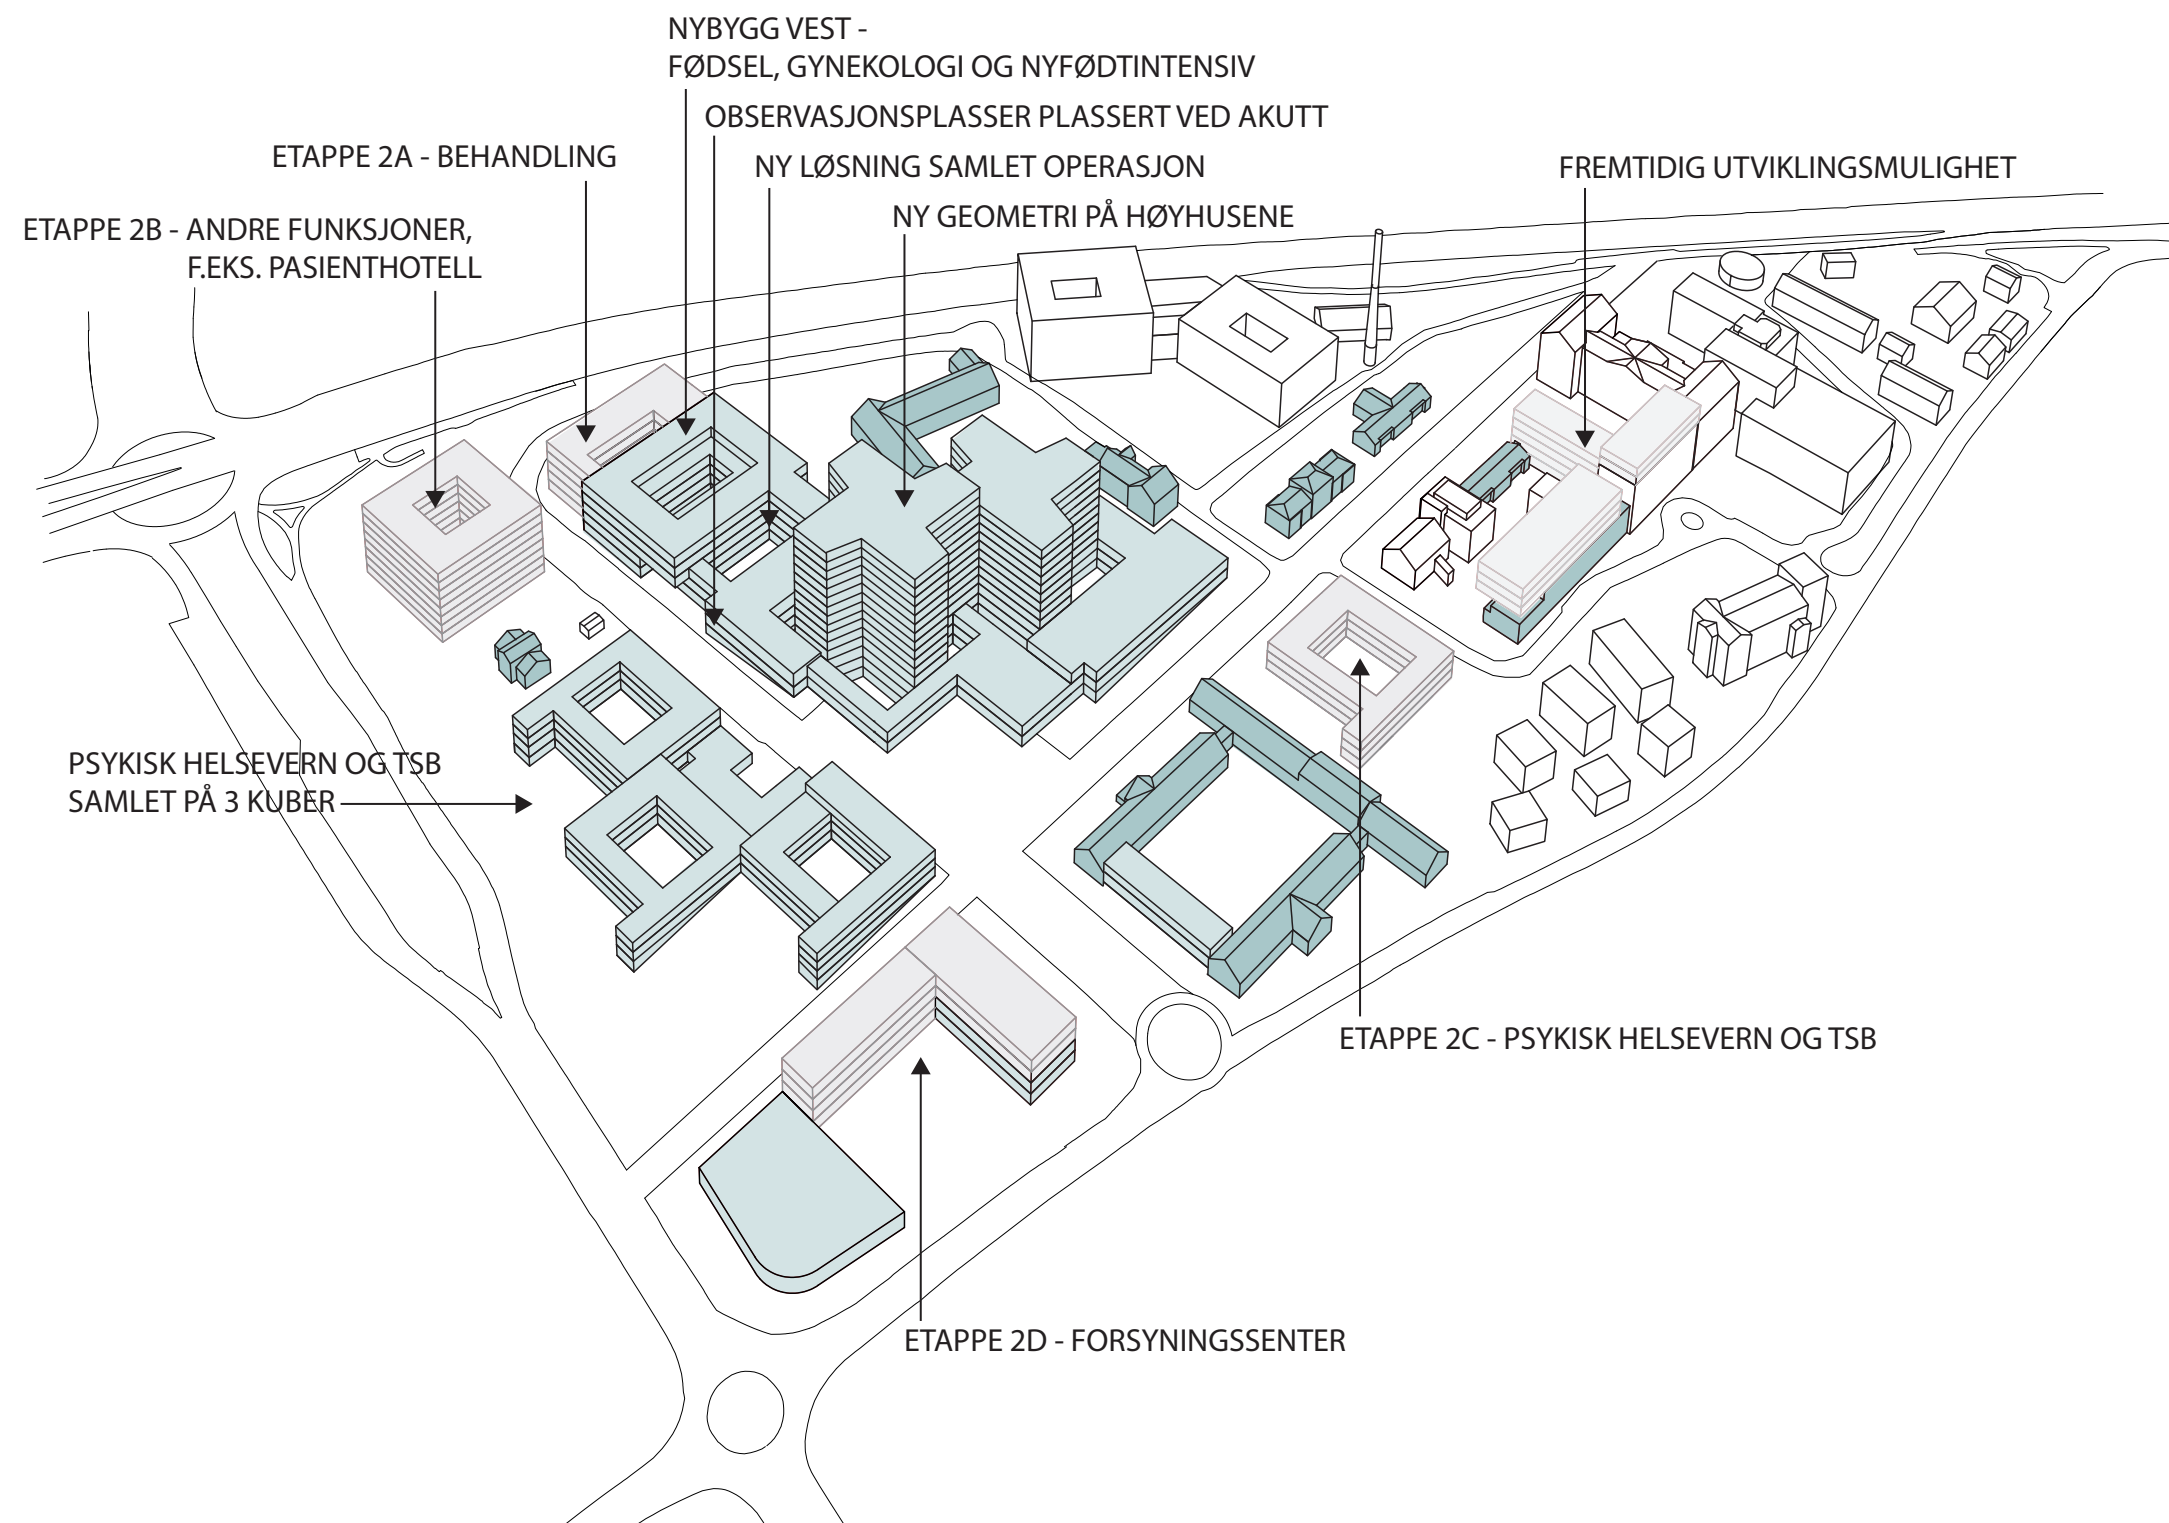 NYBYGG VEST -
FØDSEL, GYNEKOLOGI OG NYFØDTINTENSIV
OBSERVASJONSPLASSER PLASSERT VED AKUTT
ETAPPE 2A - BEHANDLING
NY LØSNING SAMLET OPERASJON
FREMTIDIG UTVIKLINGSMULIGHET
NY GEOMETRI PÅ HØYHUSENE
ETAPPE 2B - ANDRE FUNKSJONER,
F.EKS. PASIENTHOTELL
PSYKISK HELSEVERN OG TSB
SAMLET PÅ 3 KUBER
ETAPPE 2C - PSYKISK HELSEVERN OG TSB
ETAPPE 2D - FORSYNINGSSENTER